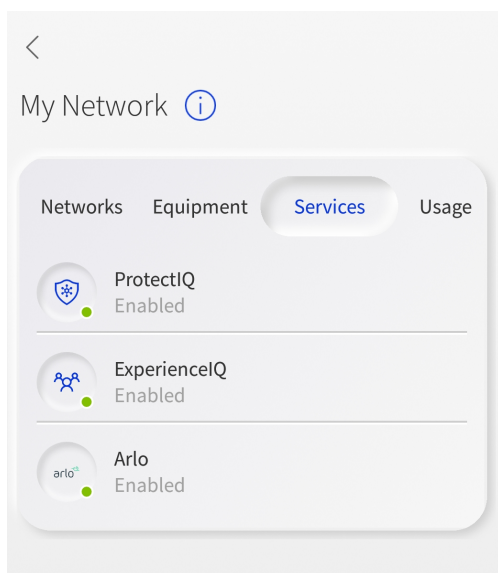 My Network
Networks Equipment Services Usage
ProtectIQ
Enabled
ExperienceIQ
Enabled
arlo
Arlo
Enabled